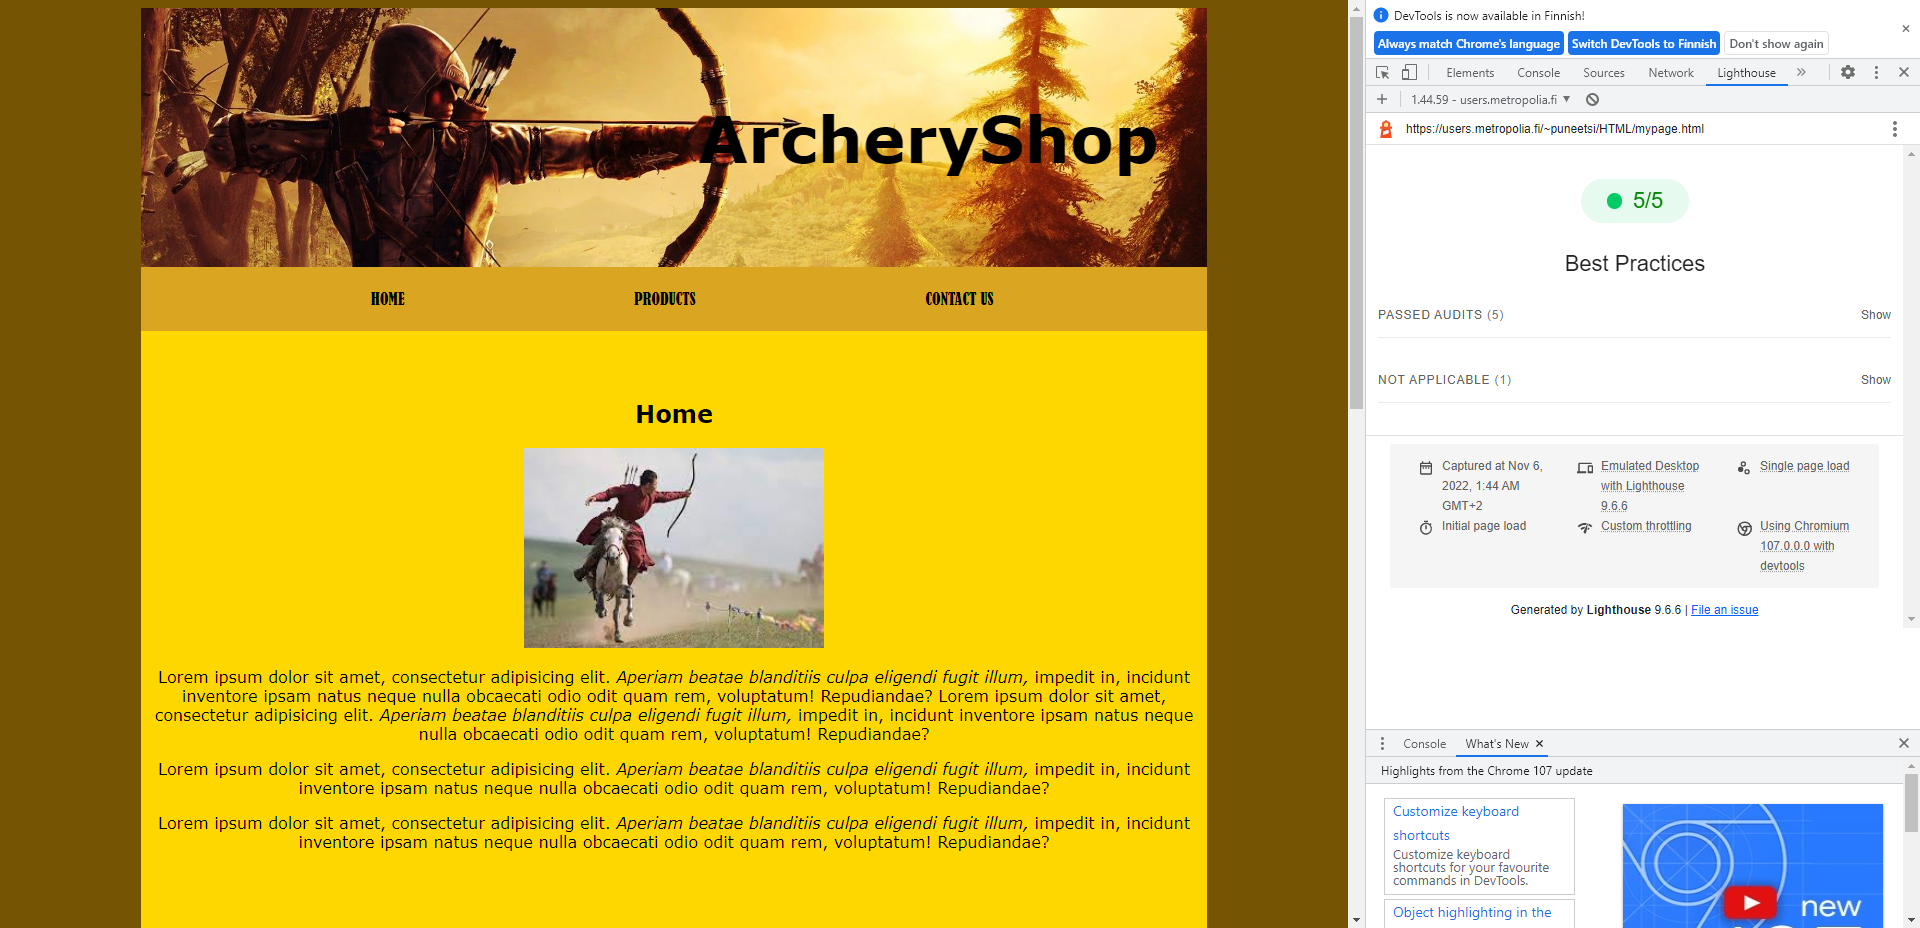 ArcheryShop
HOME
PRODUCTS
CONTACT US
Home
Lorem ipsum dolor sit amet, consectetur adipisicing elit. Aperiam beatae blanditiis culpa eligendi fugit illum, impedit in, incidunt
inventore ipsam natus neque nulla obcaecati odio odit quam rem, voluptatum! Repudiandae? Lorem ipsum dolor sit amet,
consectetur adipisicing elit. Aperiam beatae blanditiis culpa eligendi fugit illum, impedit in, incidunt inventore ipsam natus neque
nulla obcaecati odio odit quam rem, voluptatum! Repudiandae?
Lorem ipsum dolor sit amet, consectetur adipisicing elit. Aperiam beatae blanditiis culpa eligendi fugit illum, impedit in, incidunt
inventore ipsam natus neque nulla obcaecati odio odit quam rem, voluptatum! Repudiandae?
Lorem ipsum dolor sit amet, consectetur adipisicing elit. Aperiam beatae blanditiis culpa eligendi fugit illum, impedit in, incidunt
inventore ipsam natus neque nulla obcaecati odio odit quam rem, voluptatum! Repudiandae?
DevTools is now available in Finnish!
Always match Chrome's language
Switch DevTools to Finnish
Don't show again
Elements
Console
Sources
Network
Lighthouse
1.44.59 - users.metropolia.fi
https://users.metropolia.fi/~puneetsi/HTML/mypage.html
5/5
Best Practices
PASSED AUDITS (5)
Show
NOT APPLICABLE (1)
Show
Captured at Nov 6,
2022, 1:44 AM
GMT+2
Emulated Desktop
with Lighthouse
9.6.6
Single page load
Initial page load
Custom throttling
Using Chromium
107.0.0.0 with
devtools
Generated by Lighthouse 9.6.6 | File an issue
Console
What's New
Highlights from the Chrome 107 update
Customize keyboard
shortcuts
Customize keyboard
shortcuts for your favourite
commands in DevTools.
Object highlighting in the
new